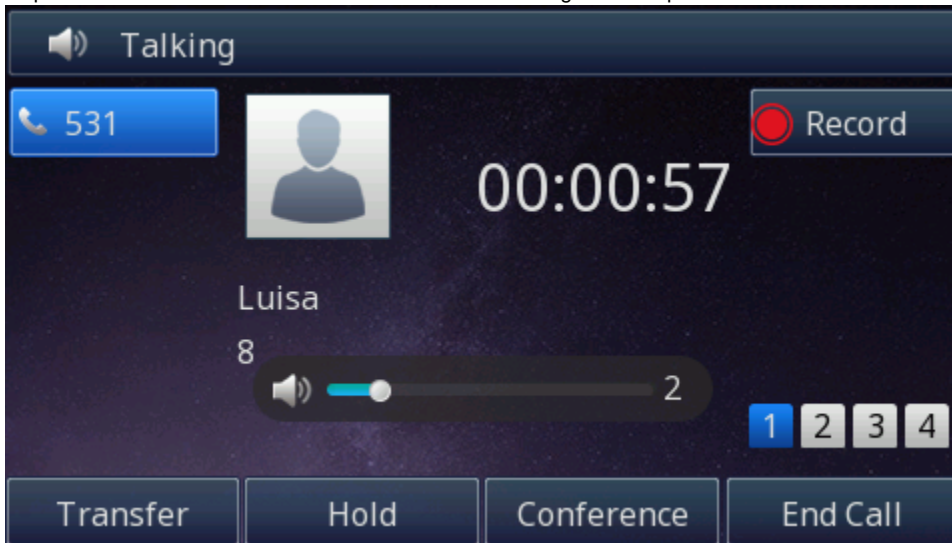 Talking
531
Record
00:00:57
Luisa
8
2
1 2 3 4
Transfer Hold Conference End Call